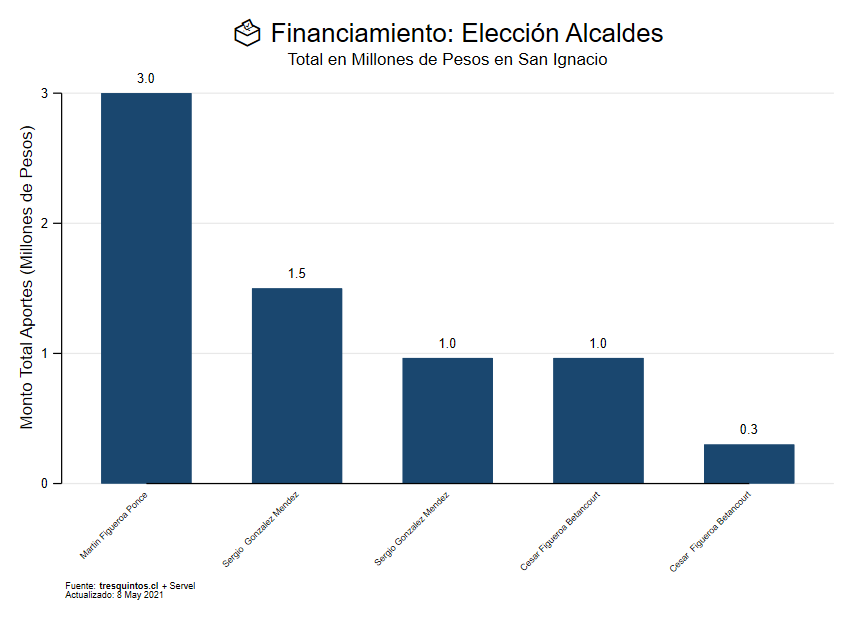 Financiamiento: Elección Alcaldes
Total en Millones de Pesos en San Ignacio
Monto Total Aportes (Millones de Pesos)
3
2
1
0
3.0
1.5
1.0
1.0
0.3
Martin Figueroa Ponce
Sergio  Gonzalez Mendez
Sergio Gonzalez Mendez
Cesar Figueroa Betancourt
Cesar  Figueroa Betancourt
Fuente: tresquintos.cl + Servel
Actualizado: 8 May 2021